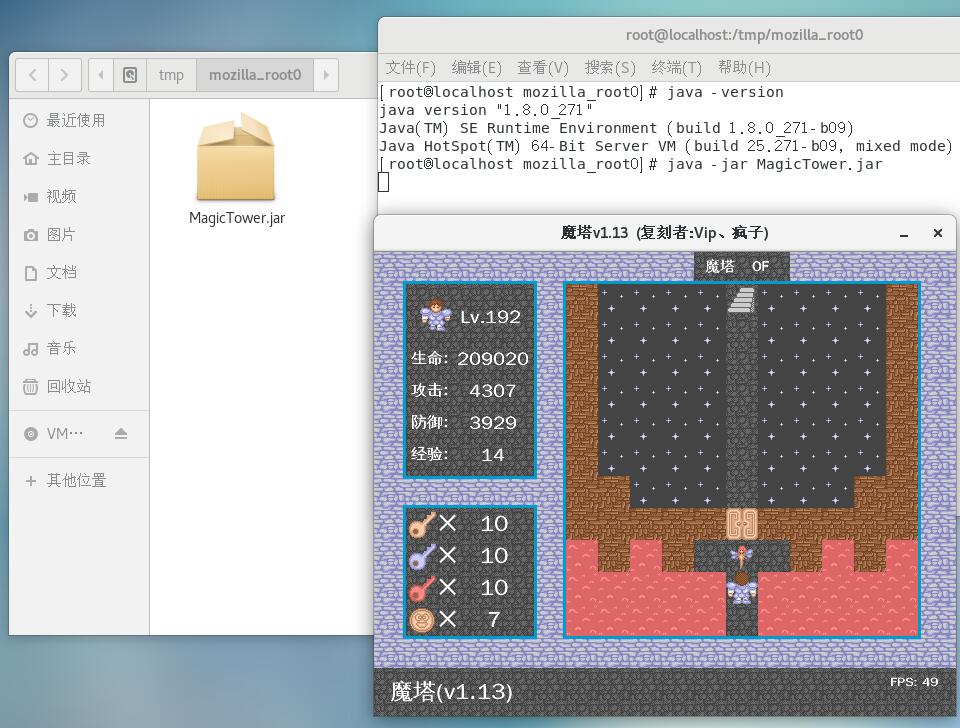 root@localhost:/tmp/mozilla_root0
文件(F) 编辑(E) 查看(V) 搜索(S) 终端(T) 帮助(H)
[root@localhost mozilla_root0]# java -version
java version "1.8.0_271"
Java(TM) SE Runtime Environment (build 1.8.0_271-b09)
Java HotSpot(TM) 64-Bit Server VM (build 25.271-b09, mixed mode)
[root@localhost mozilla_root0]# java -jar MagicTower.jar
tmp mozilla_root0
最近使用
主目录
视频
图片
文档
下载
音乐
回收站
VM…
其他位置
MagicTower.jar
魔塔v1.13 (复刻者:Vip、疯子)
魔塔 0F
Lv.192
生命: 209020
攻击: 4307
防御: 3929
经验: 14
× 10
× 10
× 10
× 7
魔塔(v1.13)
FPS: 49